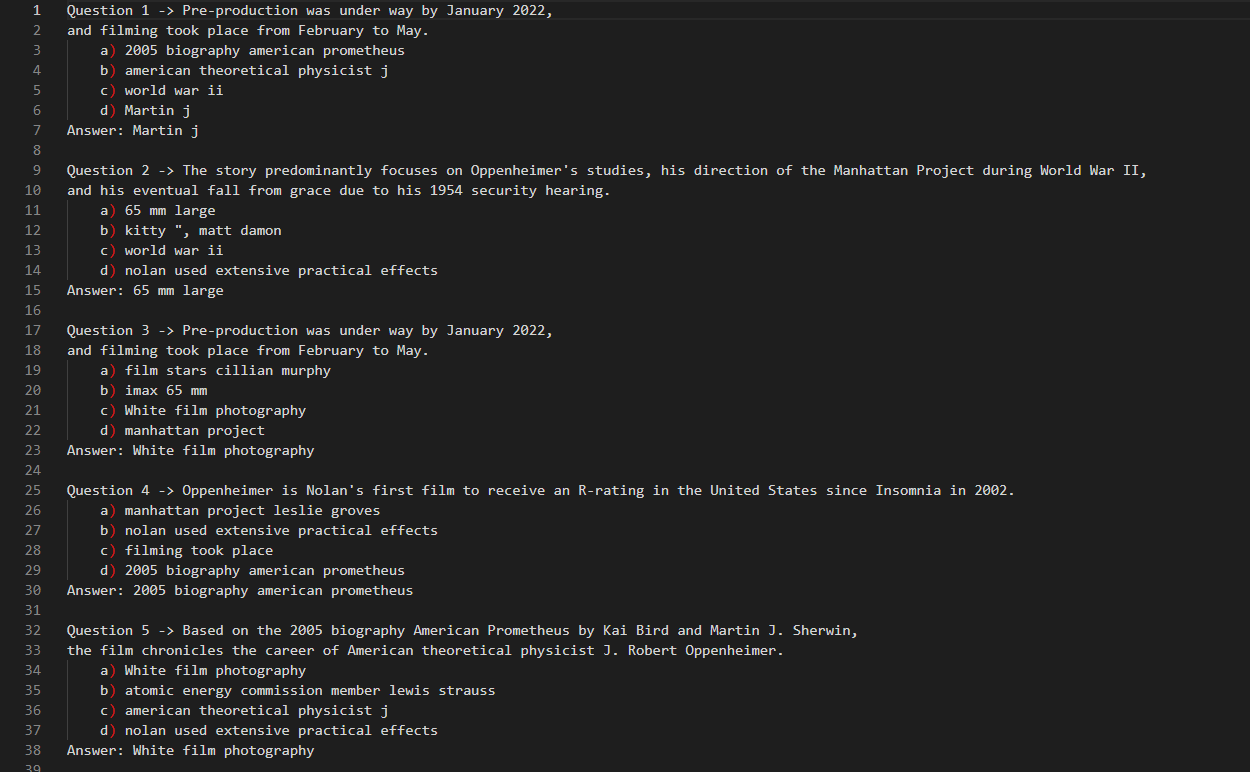 1 Question 1 -> Pre-production was under way by January 2022,
2 and filming took place from February to May.
3 a) 2005 biography american prometheus
4 b) american theoretical physicist j
5 c) world war ii
6 d) Martin j
7 Answer: Martin j
8
9 Question 2 -> The story predominantly focuses on Oppenheimer's studies, his direction of the Manhattan Project during World War II,
10 and his eventual fall from grace due to his 1954 security hearing.
11 a) 65 mm large
12 b) kitty ", matt damon
13 c) world war ii
14 d) nolan used extensive practical effects
15 Answer: 65 mm large
16
17 Question 3 -> Pre-production was under way by January 2022,
18 and filming took place from February to May.
19 a) film stars cillian murphy
20 b) imax 65 mm
21 c) White film photography
22 d) manhattan project
23 Answer: White film photography
24
25 Question 4 -> Oppenheimer is Nolan's first film to receive an R-rating in the United States since Insomnia in 2002.
26 a) manhattan project leslie groves
27 b) nolan used extensive practical effects
28 c) filming took place
29 d) 2005 biography american prometheus
30 Answer: 2005 biography american prometheus
31
32 Question 5 -> Based on the 2005 biography American Prometheus by Kai Bird and Martin J. Sherwin,
33 the film chronicles the career of American theoretical physicist J. Robert Oppenheimer.
34 a) White film photography
35 b) atomic energy commission member lewis strauss
36 c) american theoretical physicist j
37 d) nolan used extensive practical effects
38 Answer: White film photography
39